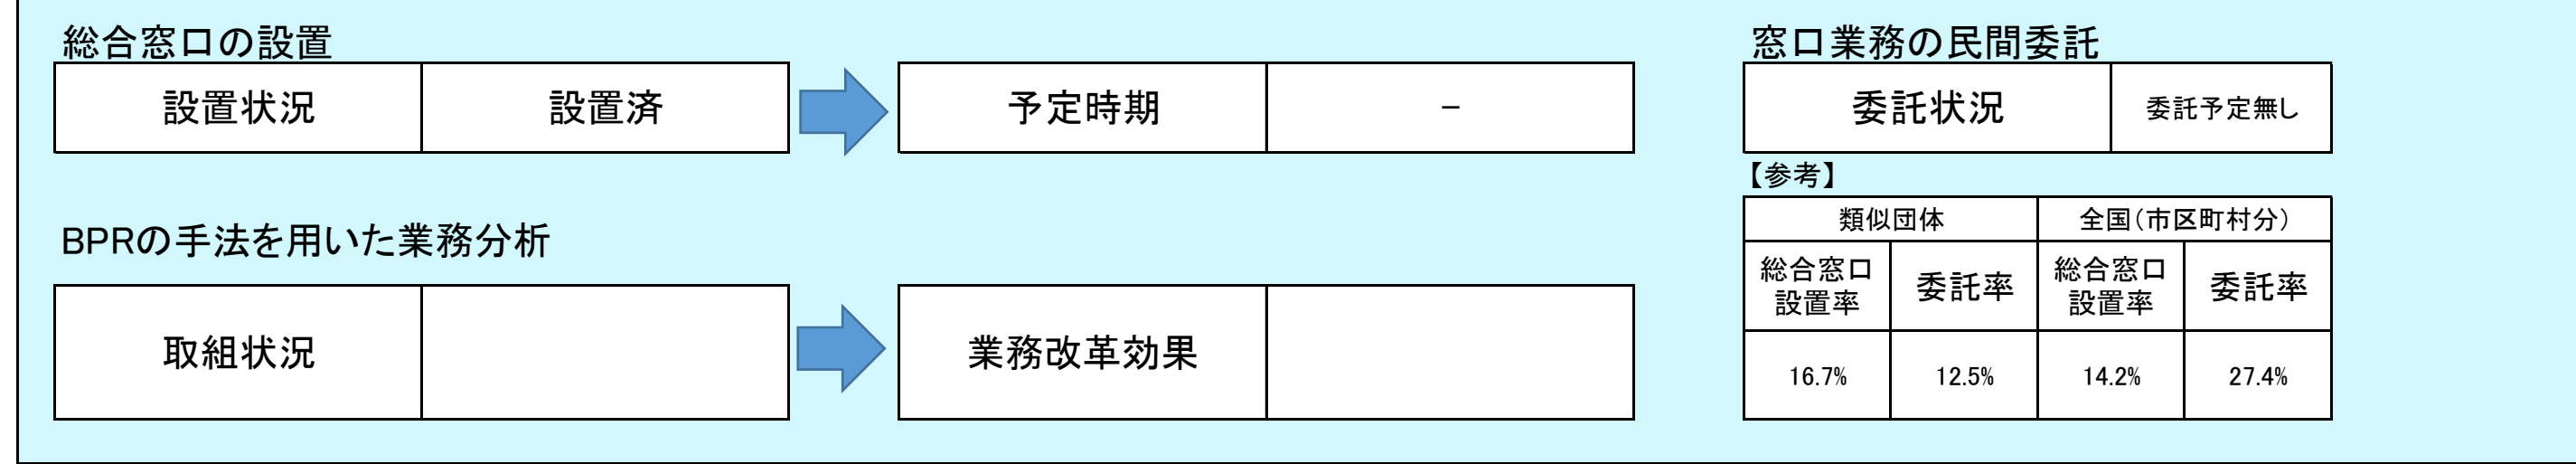 総合窓口の設置
設置状況 設置済 予定時期 −
窓口業務の民間委託
委託状況 委託予定無し
【参考】
類似団体 全国（市区町村分）
総合窓口
設置率 委託率 総合窓口
設置率 委託率
16.7% 12.5% 14.2% 27.4%
BPRの手法を用いた業務分析
取組状況 業務改革効果